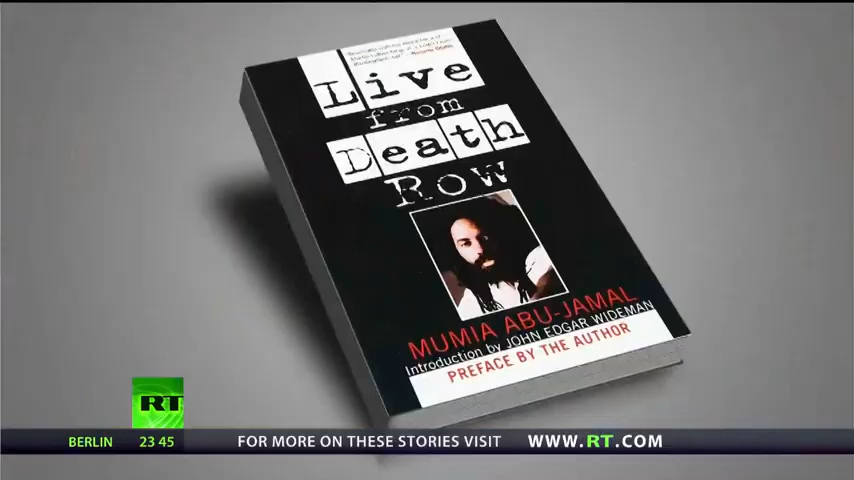 Live
from
Death
Row
MUMIA ABU-JAMAL
Introduction by JOHN EDGAR WIDEMAN
PREFACE BY THE AUTHOR
RT
BERLIN 23 45 FOR MORE ON THESE STORIES VISIT WWW.RT.COM